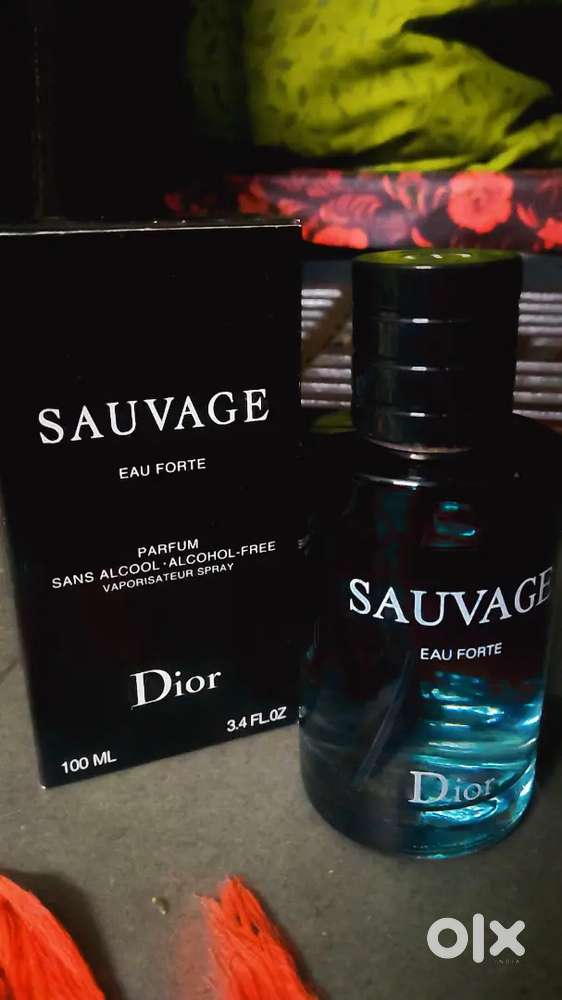 SAUVAGE
EAU FORTE
PARFUM
SANS ALCOOL·ALCOHOL-FREE
VAPORISATEUR SPRAY
Dior
100 ML
3.4 FL.OZ
SAUVAGE
EAU FORTE
Dior
olx
INDIA